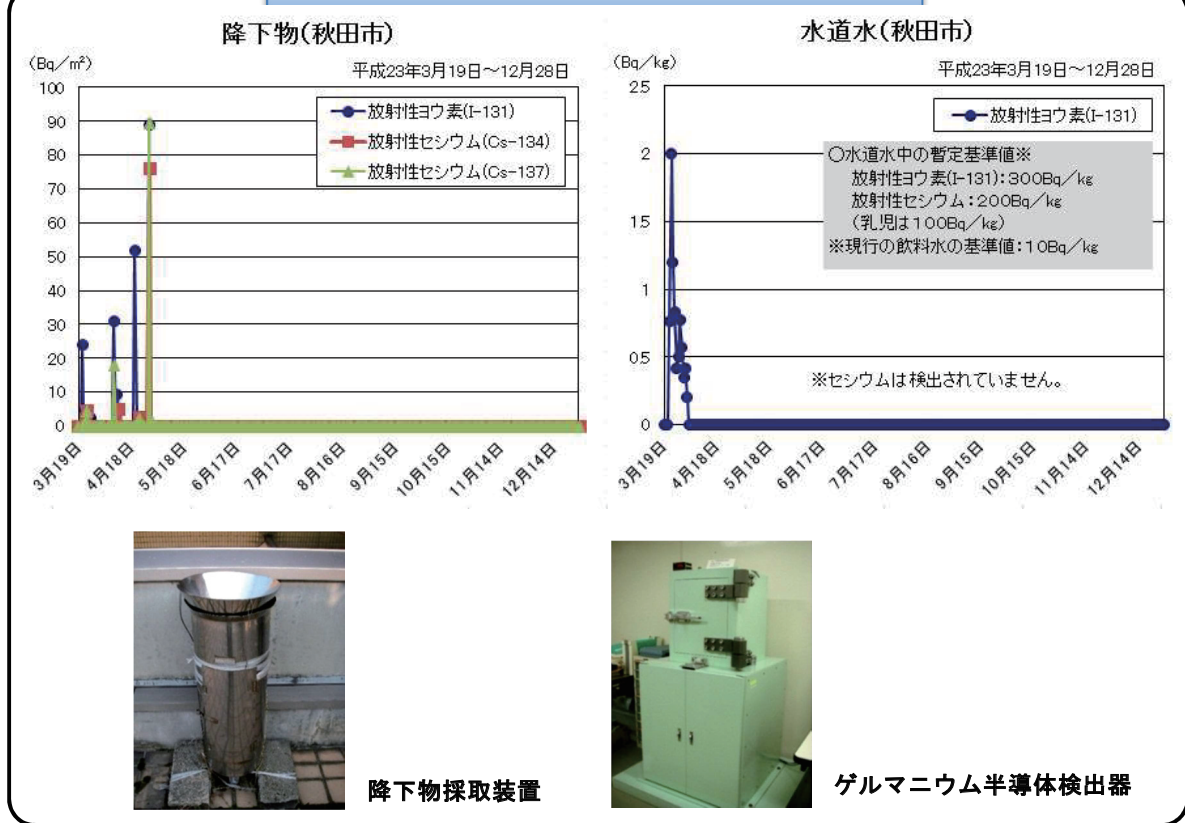 降下物(秋田市)
(Bq／m²)
平成23年3月19日～12月28日
100
90
80
70
60
50
40
30
20
10
0
放射性ヨウ素(I-131)
放射性セシウム(Cs-134)
放射性セシウム(Cs-137)
3月19日
4月18日
5月18日
6月17日
7月17日
8月16日
9月15日
10月15日
11月14日
12月14日
水道水(秋田市)
(Bq／kg)
平成23年3月19日～12月28日
2.5
2
1.5
1
0.5
0
放射性ヨウ素(I-131)
○水道水中の暫定基準値※
放射性ヨウ素(I-131)：300Bq／kg
放射性セシウム：200Bq／kg
(乳児は100Bq／kg)
※現行の飲料水の基準値：10Bq／kg
※セシウムは検出されていません。
3月19日
4月18日
5月18日
6月17日
7月17日
8月16日
9月15日
10月15日
11月14日
12月14日
降下物採取装置
ゲルマニウム半導体検出器